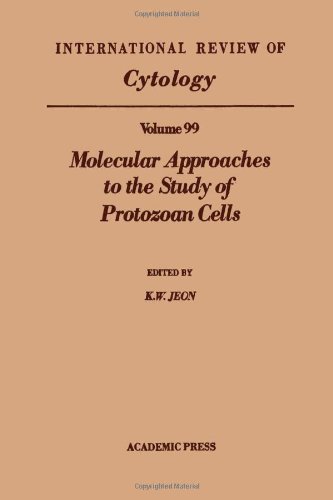 INTERNATIONAL REVIEW OF
Cytology
Volume 99
Molecular Approaches
to the Study of
Protozoan Cells
EDITED BY
K.W. JEON
ACADEMIC PRESS